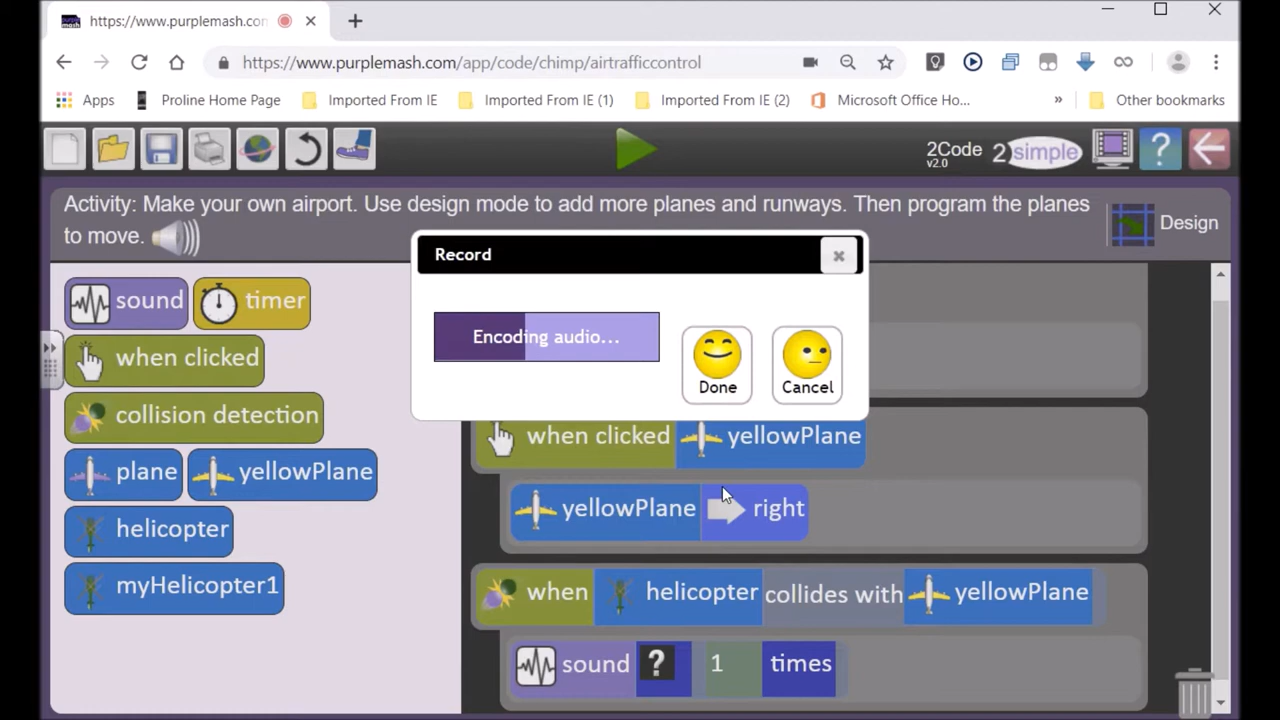 https://www.purplemash.con
https://www.purplemash.com/app/code/chimp/airtrafficcontrol
Apps Proline Home Page Imported From IE Imported From IE (1) Imported From IE (2) Microsoft Office Ho... » Other bookmarks
2Code
v2.0
2simple
?
Activity: Make your own airport. Use design mode to add more planes and runways. Then program the planes
to move.
Design
Record
Encoding audio...
Done
Cancel
sound timer
when clicked
collision detection
plane yellowPlane
helicopter
myHelicopter1
when clicked yellowPlane
yellowPlane right
when helicopter collides with yellowPlane
sound ? 1 times